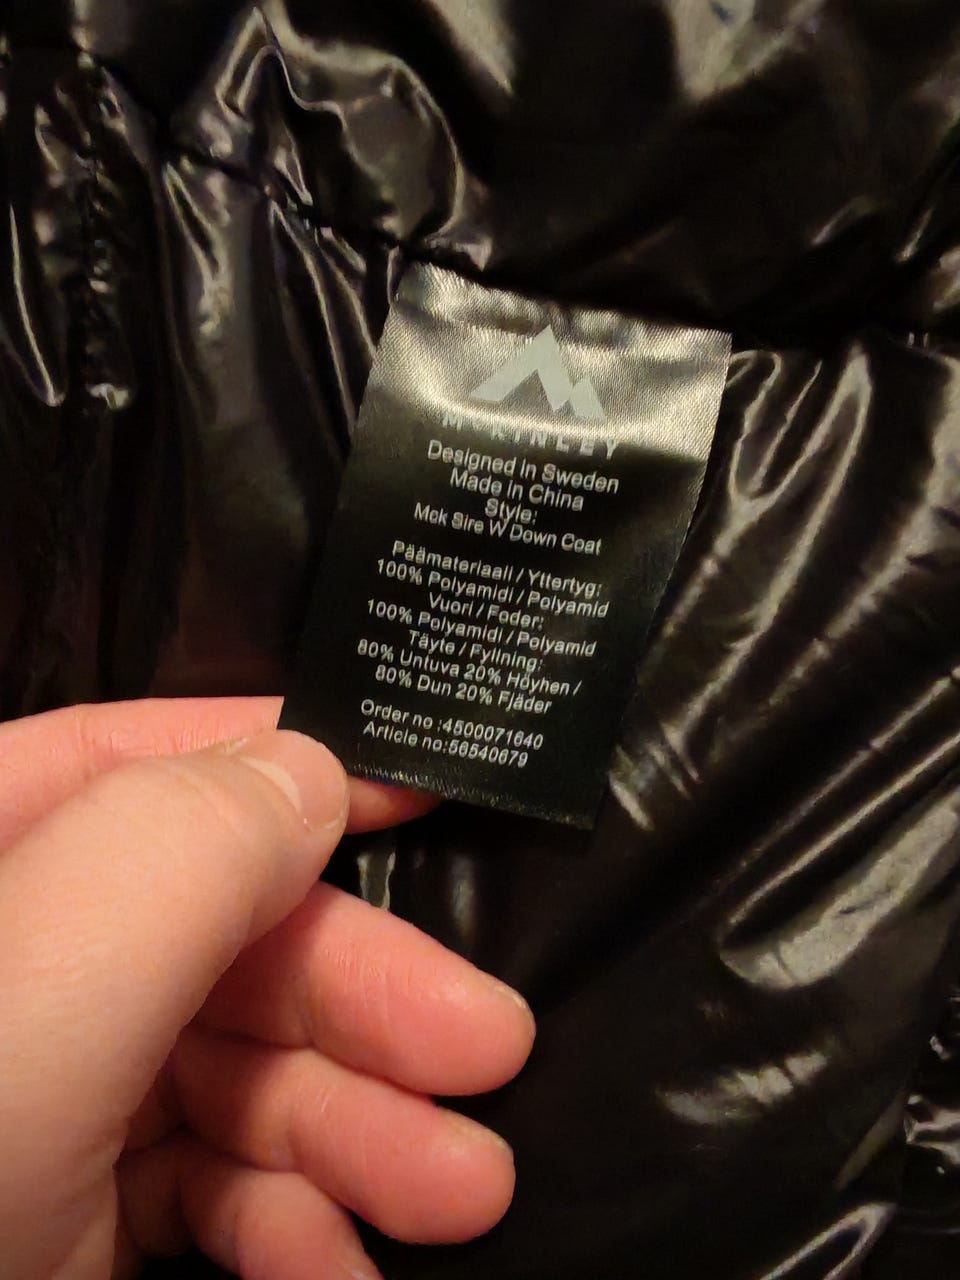 McKINLEY
Designed in Sweden
Made in China
Style:
Mck Sire W Down Coat
Päämateriaali / Yttertyg:
100% Polyamidi / Polyamid
Vuori / Foder:
100% Polyamidi / Polyamid
Täyte / Fyllning:
80% Untuva 20% Höyhen /
80% Dun 20% Fjäder
Order no :4500071640
Article no:56540679